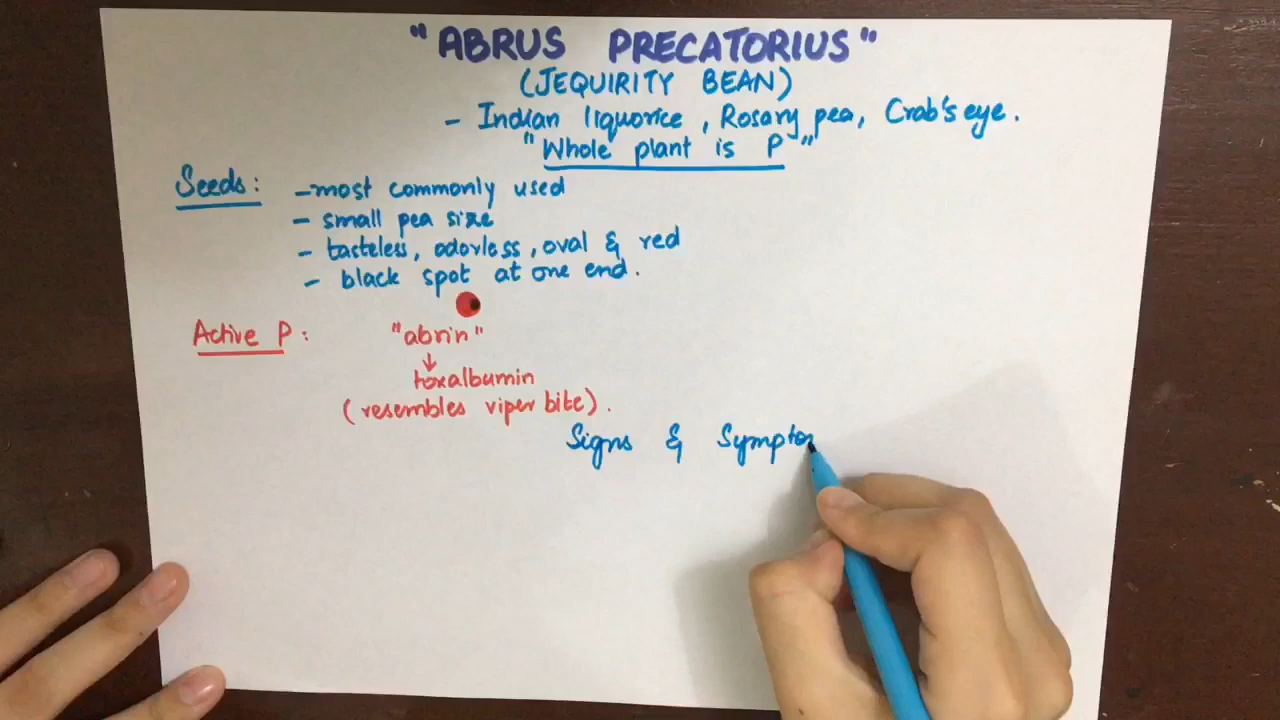 "ABRUS PRECATORIUS"
(JEQUIRITY BEAN)
- Indian liquorice, Rosary pea, Crab's eye.
"Whole plant is P"
Seeds: - most commonly used
- small pea size
- tasteless, odorless, oval & red
- black spot at one end.
Active P: "abrin"
↓
toxalbumin
(resembles viper bite).
Signs & Sympto